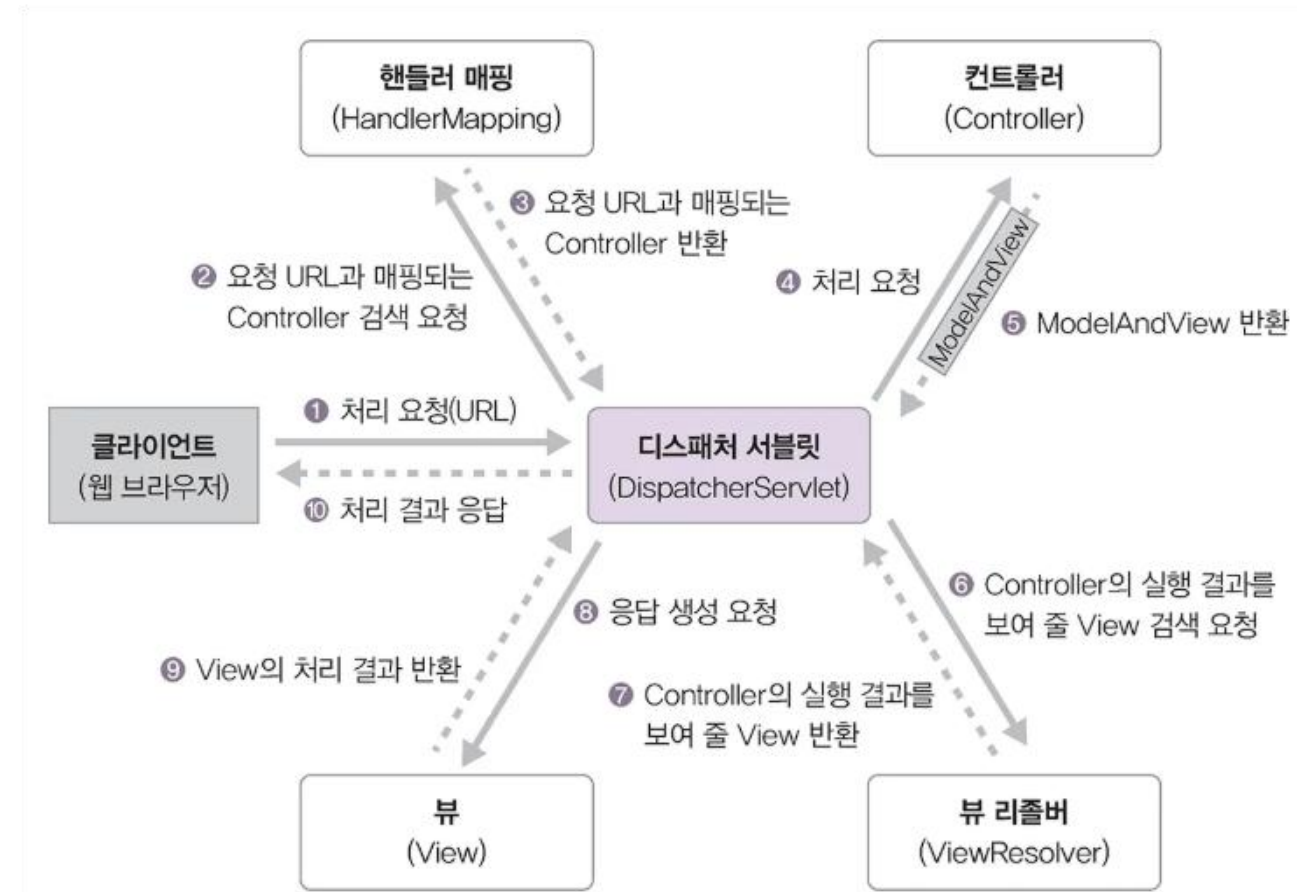 핸들러 매핑
(HandlerMapping)
컨트롤러
(Controller)
❸ 요청 URL과 매핑되는
Controller 반환
❷ 요청 URL과 매핑되는
Controller 검색 요청
❹ 처리 요청
ModelAndView
❺ ModelAndView 반환
❶ 처리 요청(URL)
클라이언트
(웹 브라우저)
디스패처 서블릿
(DispatcherServlet)
❿ 처리 결과 응답
❻ Controller의 실행 결과를
보여 줄 View 검색 요청
❽ 응답 생성 요청
❾ View의 처리 결과 반환
❼ Controller의 실행 결과를
보여 줄 View 반환
뷰
(View)
뷰 리졸버
(ViewResolver)